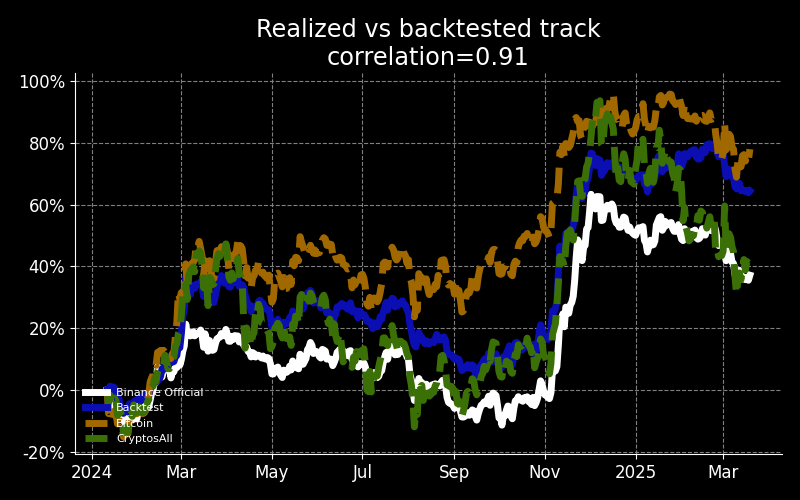 Realized vs backtested track
correlation=0.91
100%
80%
60%
40%
20%
0%
-20%
Binance Official
Backtest
Bitcoin
CryptosAll
2024 Mar May Jul Sep Nov 2025 Mar